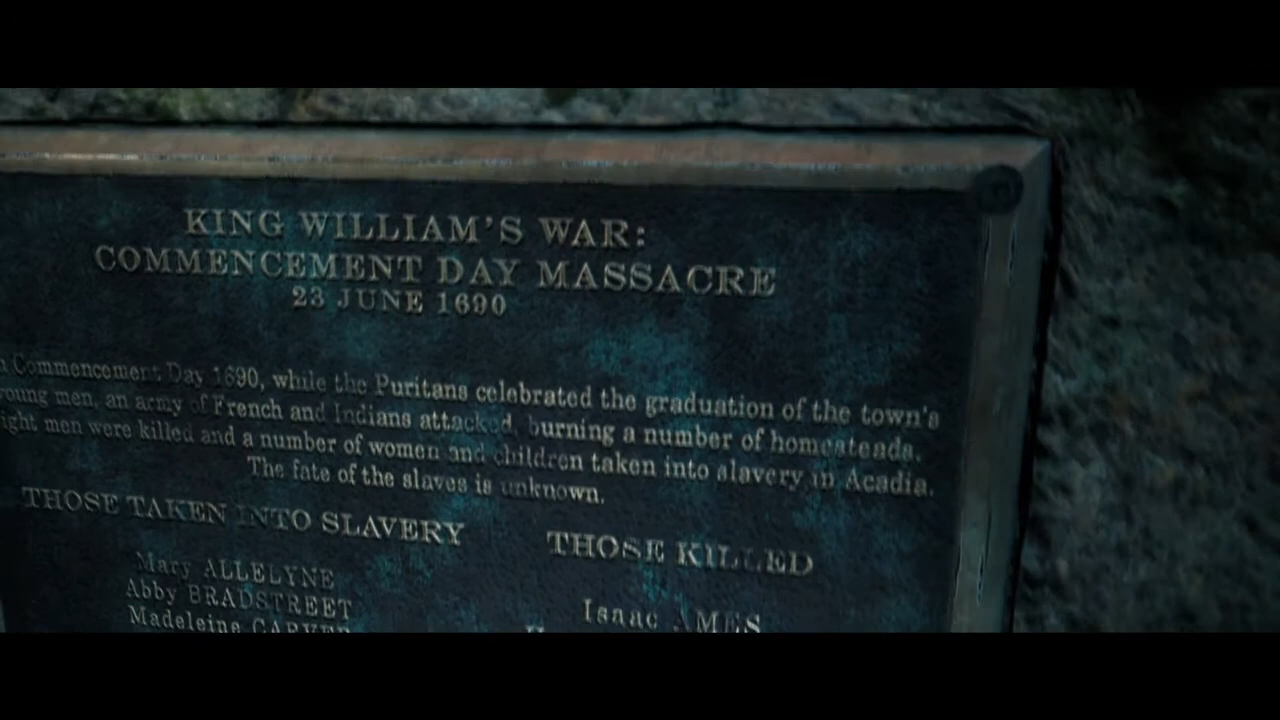 KING WILLIAM'S WAR:
COMMENCEMENT DAY MASSACRE
23 JUNE 1690
Commencement Day 1690, while the Puritans celebrated the graduation of the town's
young men, an army of French and Indians attacked, burning a number of homesteads.
ight men were killed and a number of women and children taken into slavery in Acadia.
The fate of the slaves is unknown.
THOSE TAKEN INTO SLAVERY
Mary ALLELYNE
Abby BRADSTREET
Madeleine CARVER
THOSE KILLED
Isaac AMES